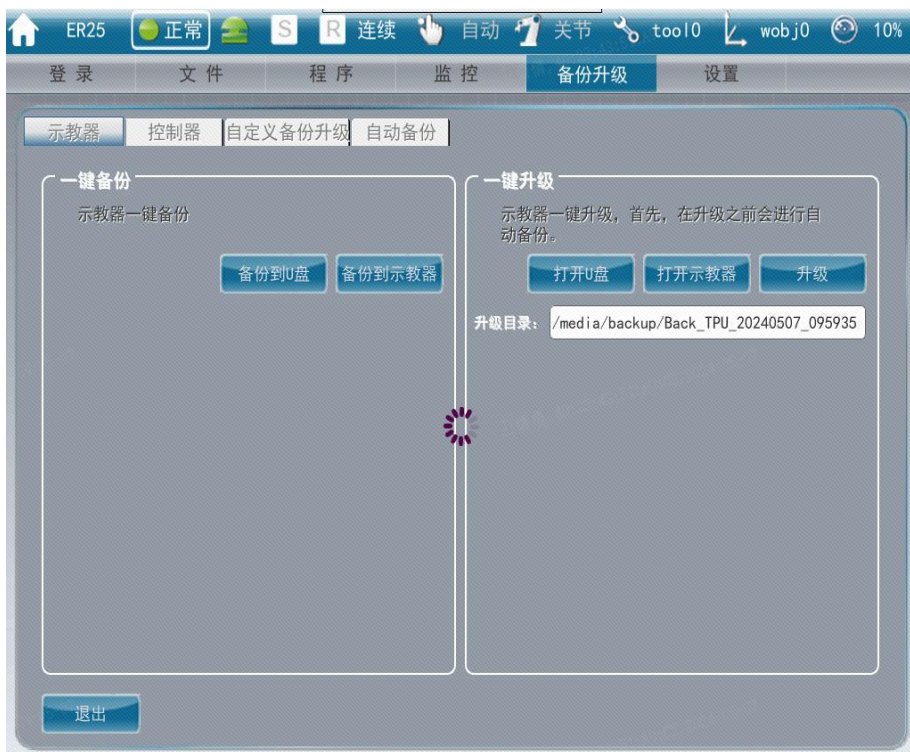 ER25 正常 S R 连续 自动 关节 tool0 wobj0 10%
登录 文件 程序 监控 备份升级 设置
示教器 控制器 自定义备份升级 自动备份
一键备份
示教器一键备份
备份到U盘 备份到示教器
一键升级
示教器一键升级，首先，在升级之前会进行自
动备份。
打开U盘 打开示教器 升级
升级目录： /media/backup/Back_TPU_20240507_095935
退出